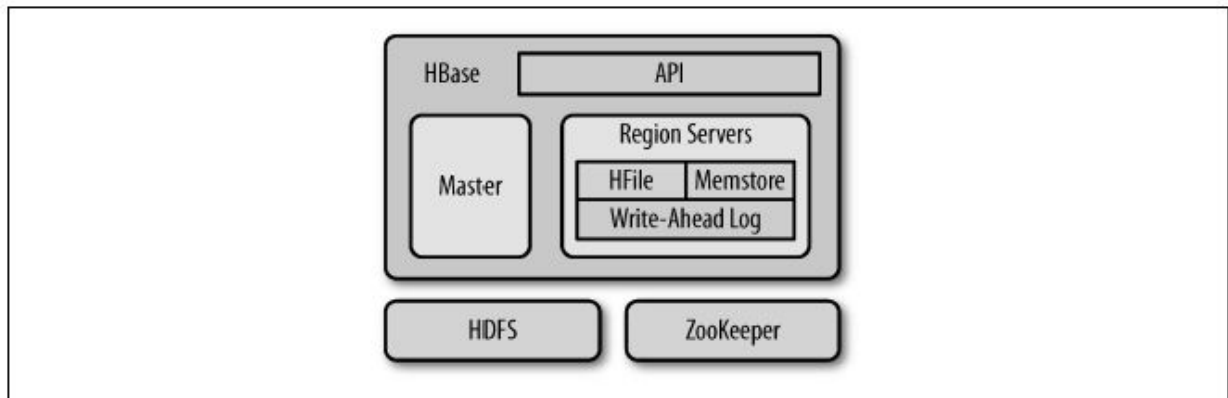 HBase API
Master
Region Servers
HFile Memstore
Write-Ahead Log
HDFS ZooKeeper